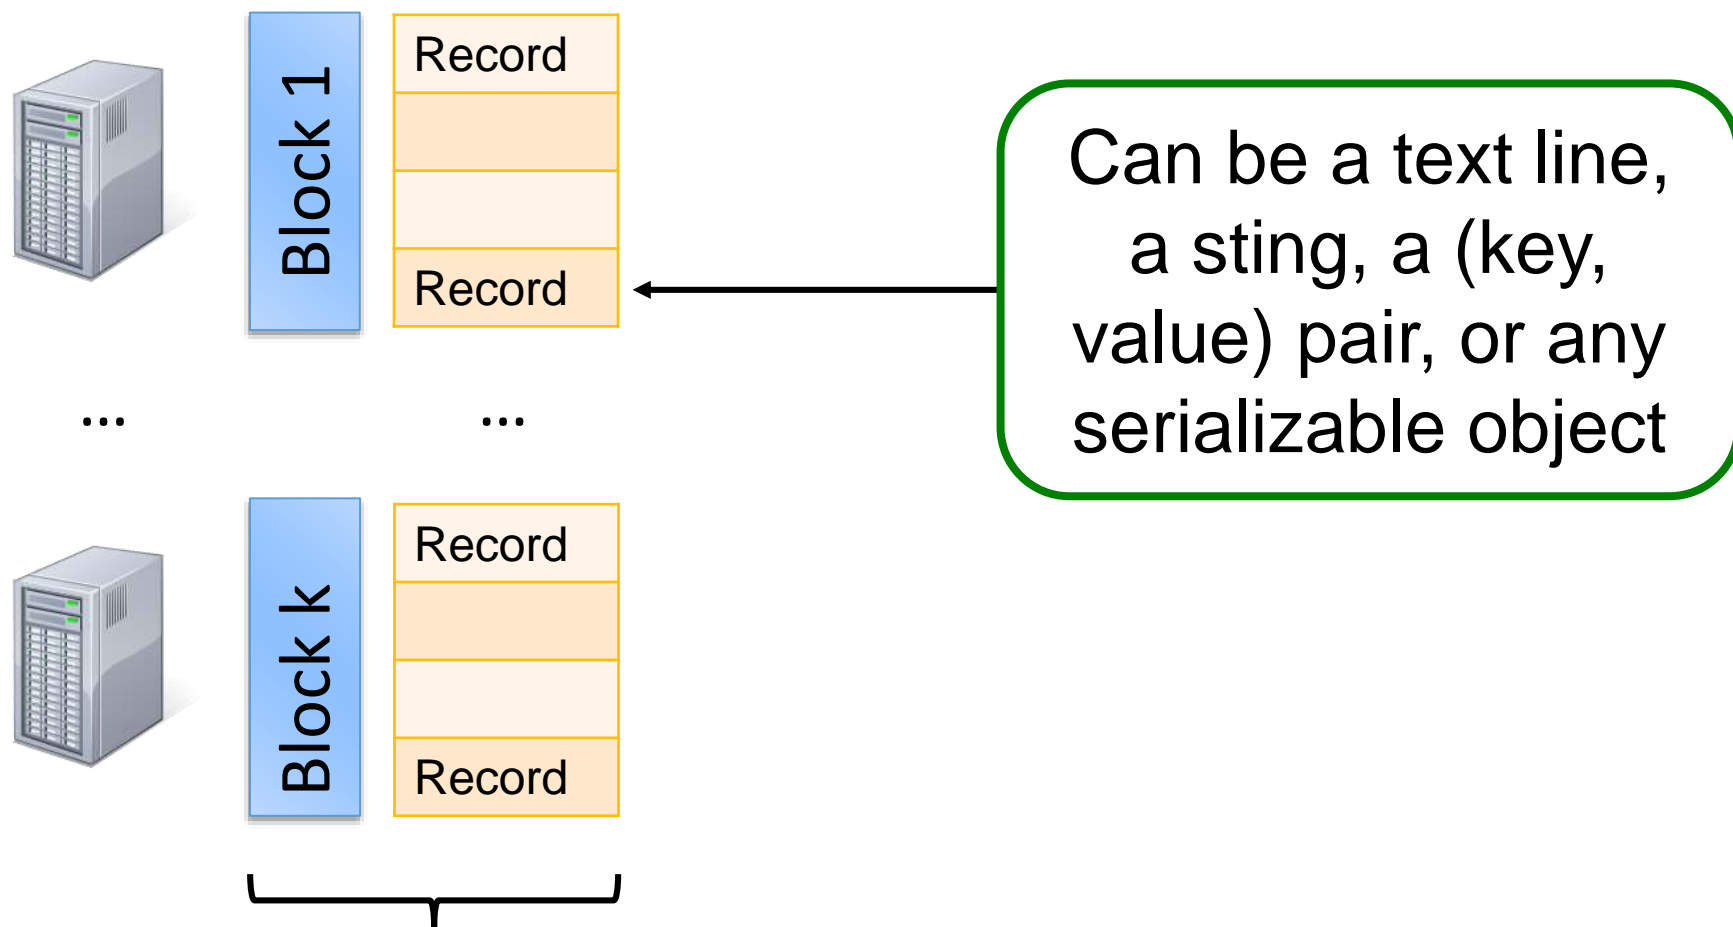 Block 1
Record
Record
Can be a text line,
a sting, a (key,
value) pair, or any
serializable object
...
...
Block k
Record
Record